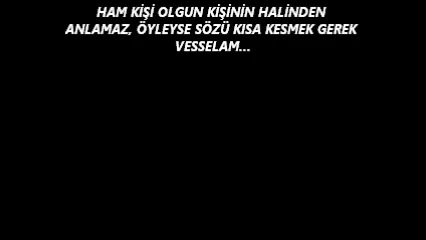 HAM KİŞİ OLGUN KİŞİNİN HALİNDEN
ANLAMAZ, ÖYLEYSE SÖZÜ KISA KESMEK GEREK
VESSELAM...